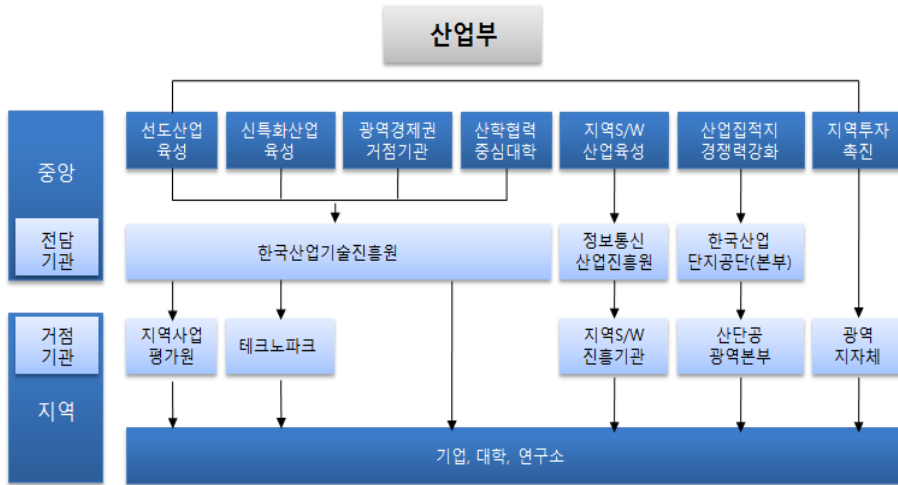 산업부
중앙
선도산업
육성
신특화산업
육성
광역경제권
거점기관
산학협력
중심대학
지역S/W
산업육성
산업집적지
경쟁력강화
지역투자
촉진
전담
기관
한국산업기술진흥원
정보통신
산업진흥원
한국산업
단지공단(본부)
거점
기관
지역사업
평가원
테크노파크
지역S/W
진흥기관
산단공
광역본부
광역
지자체
지역
기업, 대학, 연구소